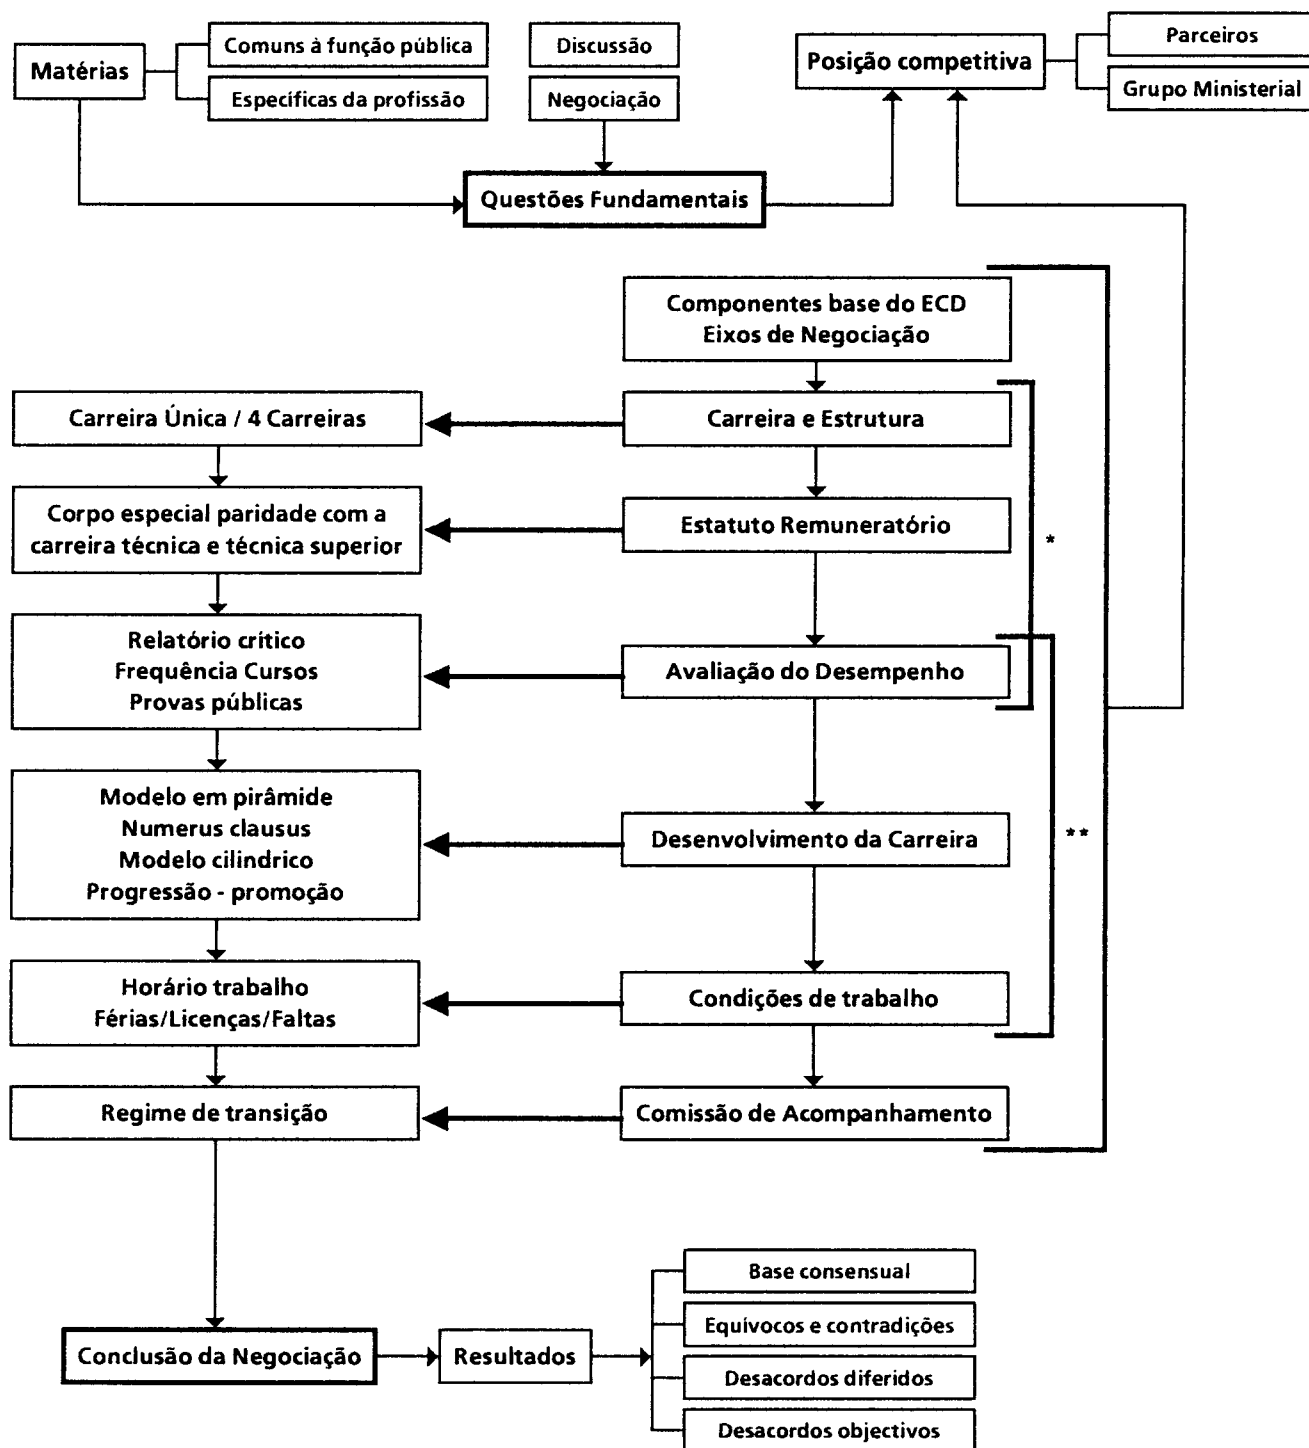 Matérias
Comuns à função pública
Específicas da profissão
Discussão
Negociação
Posição competitiva
Parceiros
Grupo Ministerial
Questões Fundamentais
Componentes base do ECD
Eixos de Negociação
Carreira Única / 4 Carreiras
Carreira e Estrutura
Corpo especial paridade com a
carreira técnica e técnica superior
Estatuto Remuneratório
*
Relatório crítico
Frequência Cursos
Provas públicas
Avaliação do Desempenho
Modelo em pirâmide
Numerus clausus
Modelo cilindrico
Progressão - promoção
Desenvolvimento da Carreira
**
Horário trabalho
Férias/Licenças/Faltas
Condições de trabalho
Regime de transição
Comissão de Acompanhamento
Conclusão da Negociação
Resultados
Base consensual
Equívocos e contradições
Desacordos diferidos
Desacordos objectivos